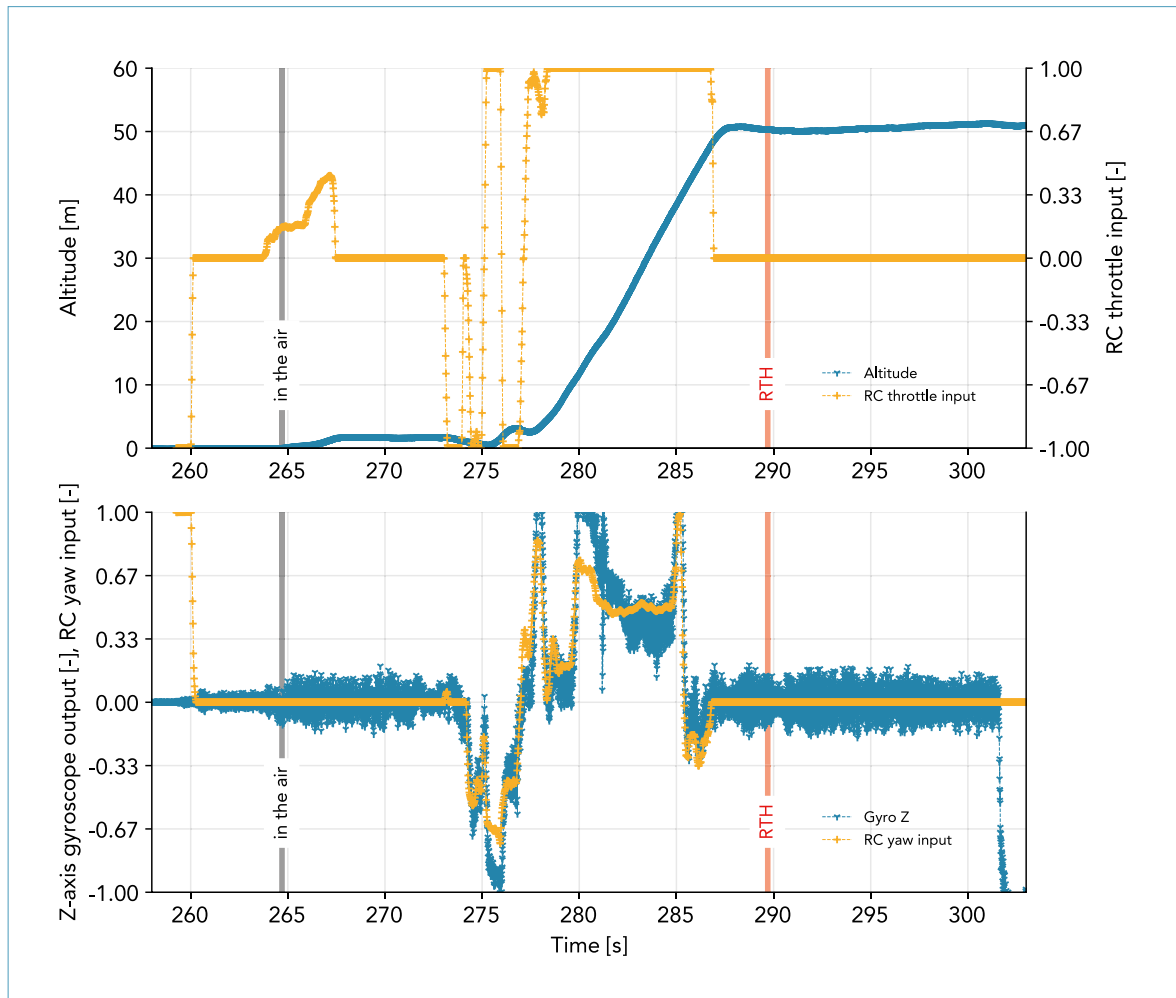 60
50
40
30
20
10
0
Altitude [m]
1.00
0.67
0.33
0.00
-0.33
-0.67
-1.00
RC throttle input [-]
in the air
RTH
Altitude
RC throttle input
260 265 270 275 280 285 290 295 300
1.00
0.67
0.33
0.00
-0.33
-0.67
-1.00
Z-axis gyroscope output [-], RC yaw input [-]
in the air
RTH
Gyro Z
RC yaw input
260 265 270 275 280 285 290 295 300
Time [s]